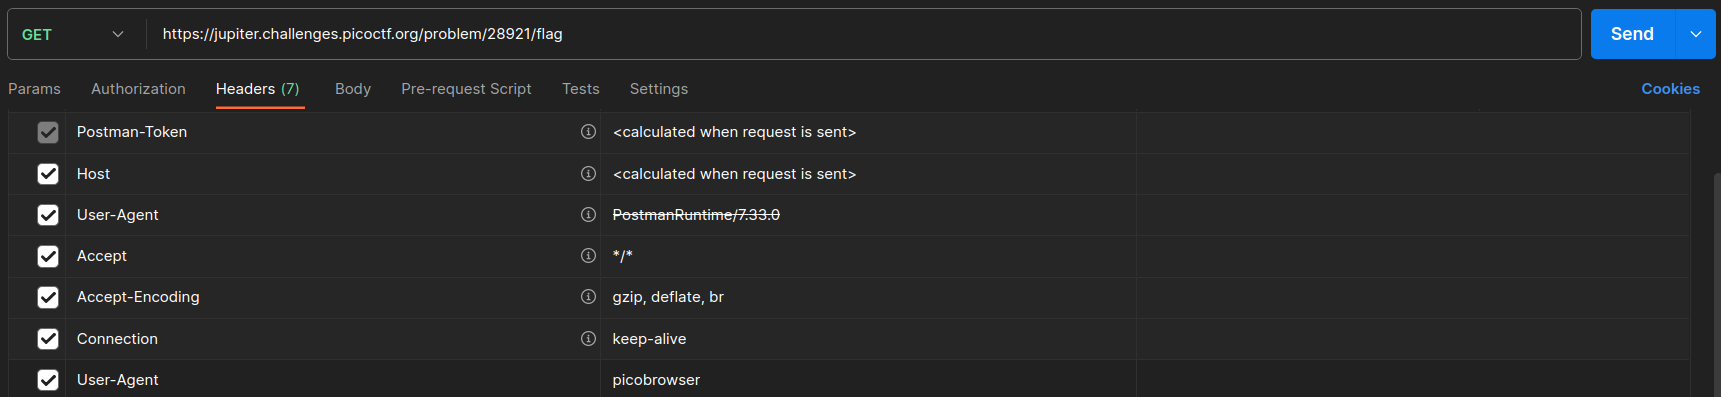 GET https://jupiter.challenges.picoctf.org/problem/28921/flag Send
Params Authorization Headers (7) Body Pre-request Script Tests Settings Cookies
Postman-Token <calculated when request is sent>
Host <calculated when request is sent>
User-Agent PostmanRuntime/7.33.0
Accept */*
Accept-Encoding gzip, deflate, br
Connection keep-alive
User-Agent picobrowser